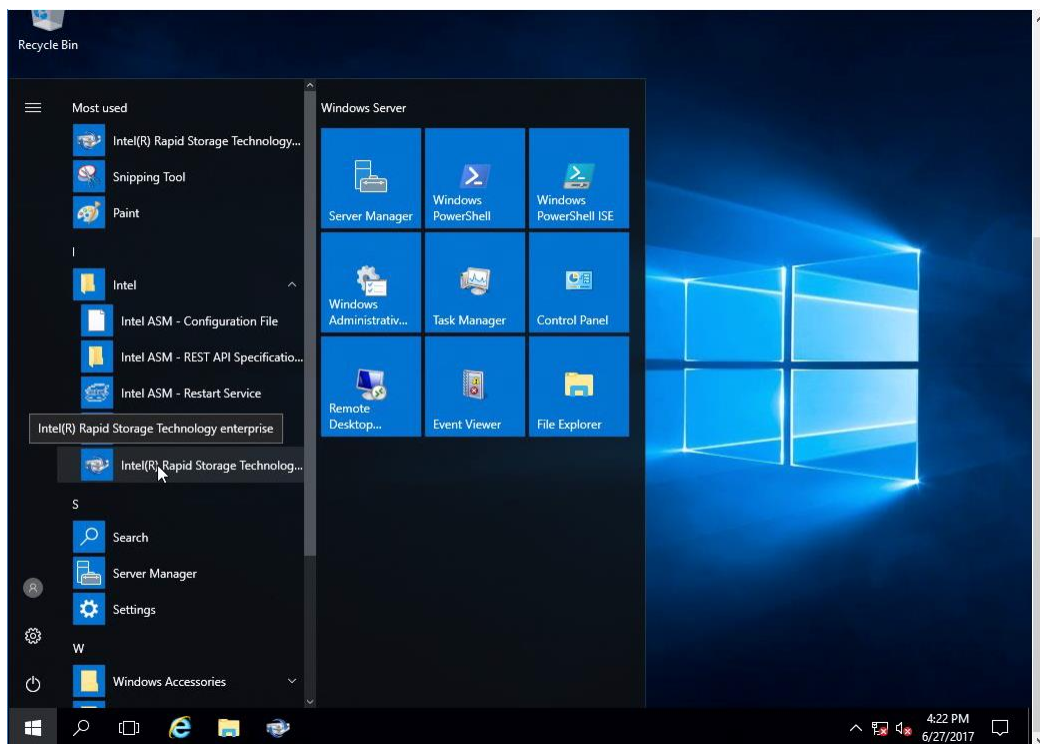 Recycle Bin
Most used
Intel(R) Rapid Storage Technology...
Snipping Tool
Paint
I
Intel
Intel ASM - Configuration File
Intel ASM - REST API Specificatio...
Intel ASM - Restart Service
Intel(R) Rapid Storage Technology enterprise
Intel(R) Rapid Storage Technolog...
S
Search
Server Manager
Settings
W
Windows Accessories
Windows Server
Server Manager
Windows
PowerShell
Windows
PowerShell ISE
Windows
Administrativ...
Task Manager
Control Panel
Remote
Desktop...
Event Viewer
File Explorer
4:22 PM
6/27/2017